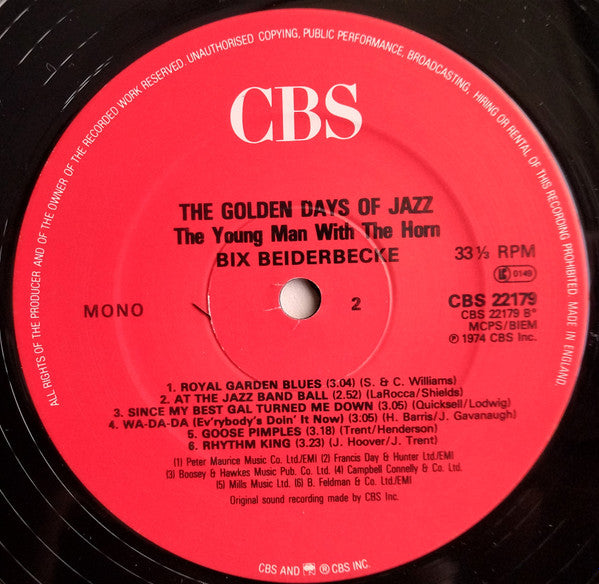 ALL RIGHTS OF THE PRODUCER AND OF THE OWNER OF THE RECORDED WORK RESERVED. UNAUTHORISED COPYING, PUBLIC PERFORMANCE, BROADCASTING, HIRING OR RENTAL OF THIS RECORDING PROHIBITED. MADE IN ENGLAND.
CBS
THE GOLDEN DAYS OF JAZZ
The Young Man With The Horn
BIX BEIDERBECKE
33⅓ RPM
LC 0149
MONO
2
CBS 22179
CBS 22179 B°
MCPS/BIEM
℗ 1974 CBS Inc.
1. ROYAL GARDEN BLUES (3.04) (S. & C. Williams)
2. AT THE JAZZ BAND BALL (2.52) (LaRocca/Shields)
3. SINCE MY BEST GAL TURNED ME DOWN (3.05) (Quicksell/Lodwig)
4. WA-DA-DA (Ev'rybody's Doin' It Now) (3.05) (H. Barris/J. Gavanaugh)
5. GOOSE PIMPLES (3.18) (Trent/Henderson)
6. RHYTHM KING (3.23) (J. Hoover/J. Trent)
(1) Peter Maurice Music Co. Ltd/EMI (2) Francis Day & Hunter Ltd/EMI
(3) Boosey & Hawkes Music Pub. Co. Ltd. (4) Campbell Connelly & Co. Ltd.
(5) Mills Music Ltd. (6) B. Feldman & Co. Ltd/EMI
Original sound recording made by CBS Inc.
CBS AND ® CBS INC.